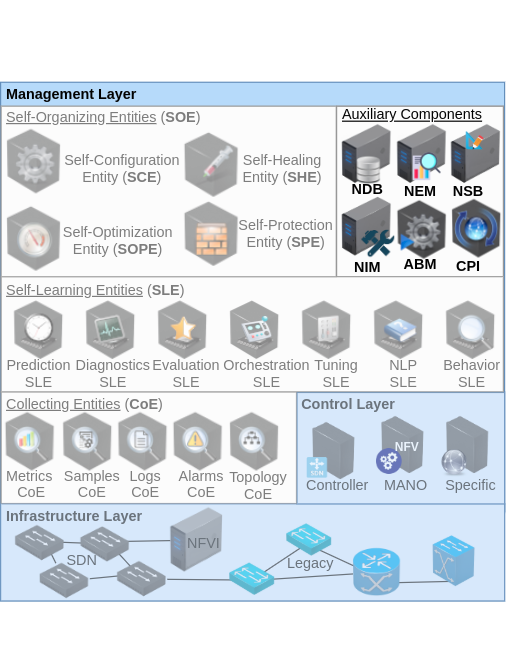 Management Layer
Self-Organizing Entities (SOE)
Self-Configuration
Entity (SCE)
Self-Healing
Entity (SHE)
Self-Optimization
Entity (SOPE)
Self-Protection
Entity (SPE)
Auxiliary Components
NDB
NEM
NSB
NIM
ABM
CPI
Self-Learning Entities (SLE)
Prediction
SLE
Diagnostics
SLE
Evaluation
SLE
Orchestration
SLE
Tuning
SLE
NLP
SLE
Behavior
SLE
Collecting Entities (CoE)
Metrics
CoE
Samples
CoE
Logs
CoE
Alarms
CoE
Topology
CoE
Control Layer
SDN
Controller
NFV
MANO
Specific
Infrastructure Layer
SDN
NFVI
Legacy